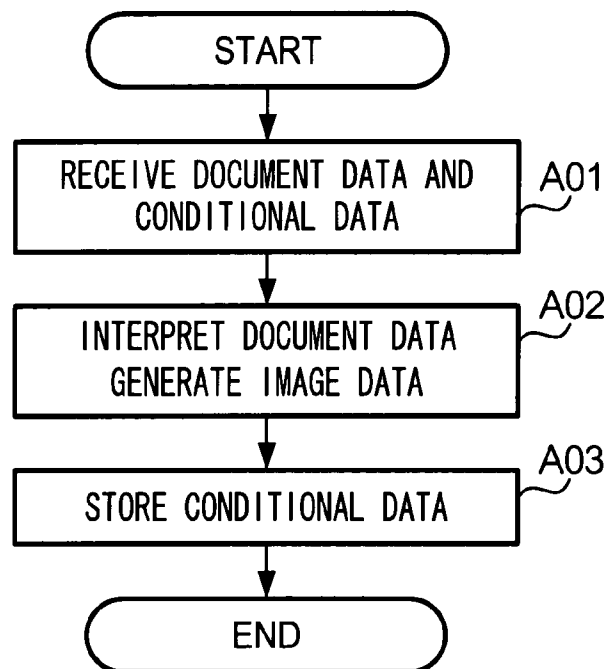 START
RECEIVE DOCUMENT DATA AND
CONDITIONAL DATA
A01
INTERPRET DOCUMENT DATA
GENERATE IMAGE DATA
A02
STORE CONDITIONAL DATA
A03
END